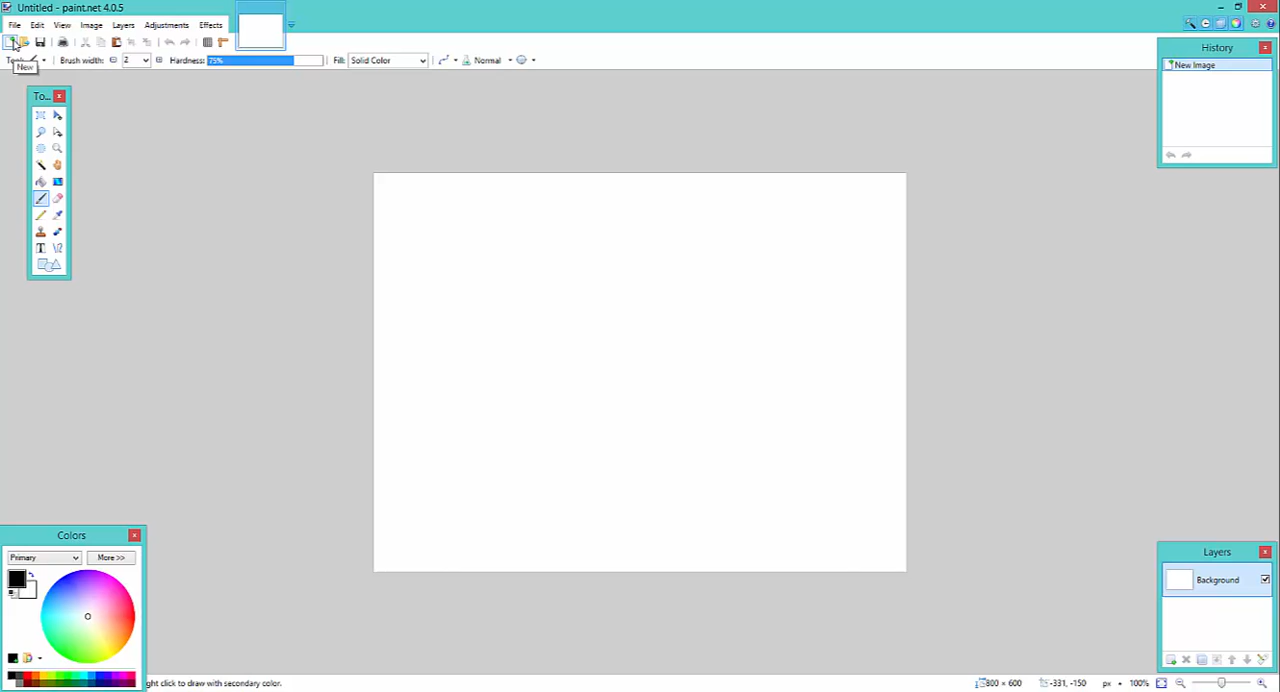 Untitled - paint.net 4.0.5
File Edit View Image Layers Adjustments Effects
Brush width: 2 Hardness: 75% Fill: Solid Color Normal
New
To...
History
New Image
Colors
Primary More >>
Layers
Background
ght click to draw with secondary color. 800 × 600 -331, -150 px 100%